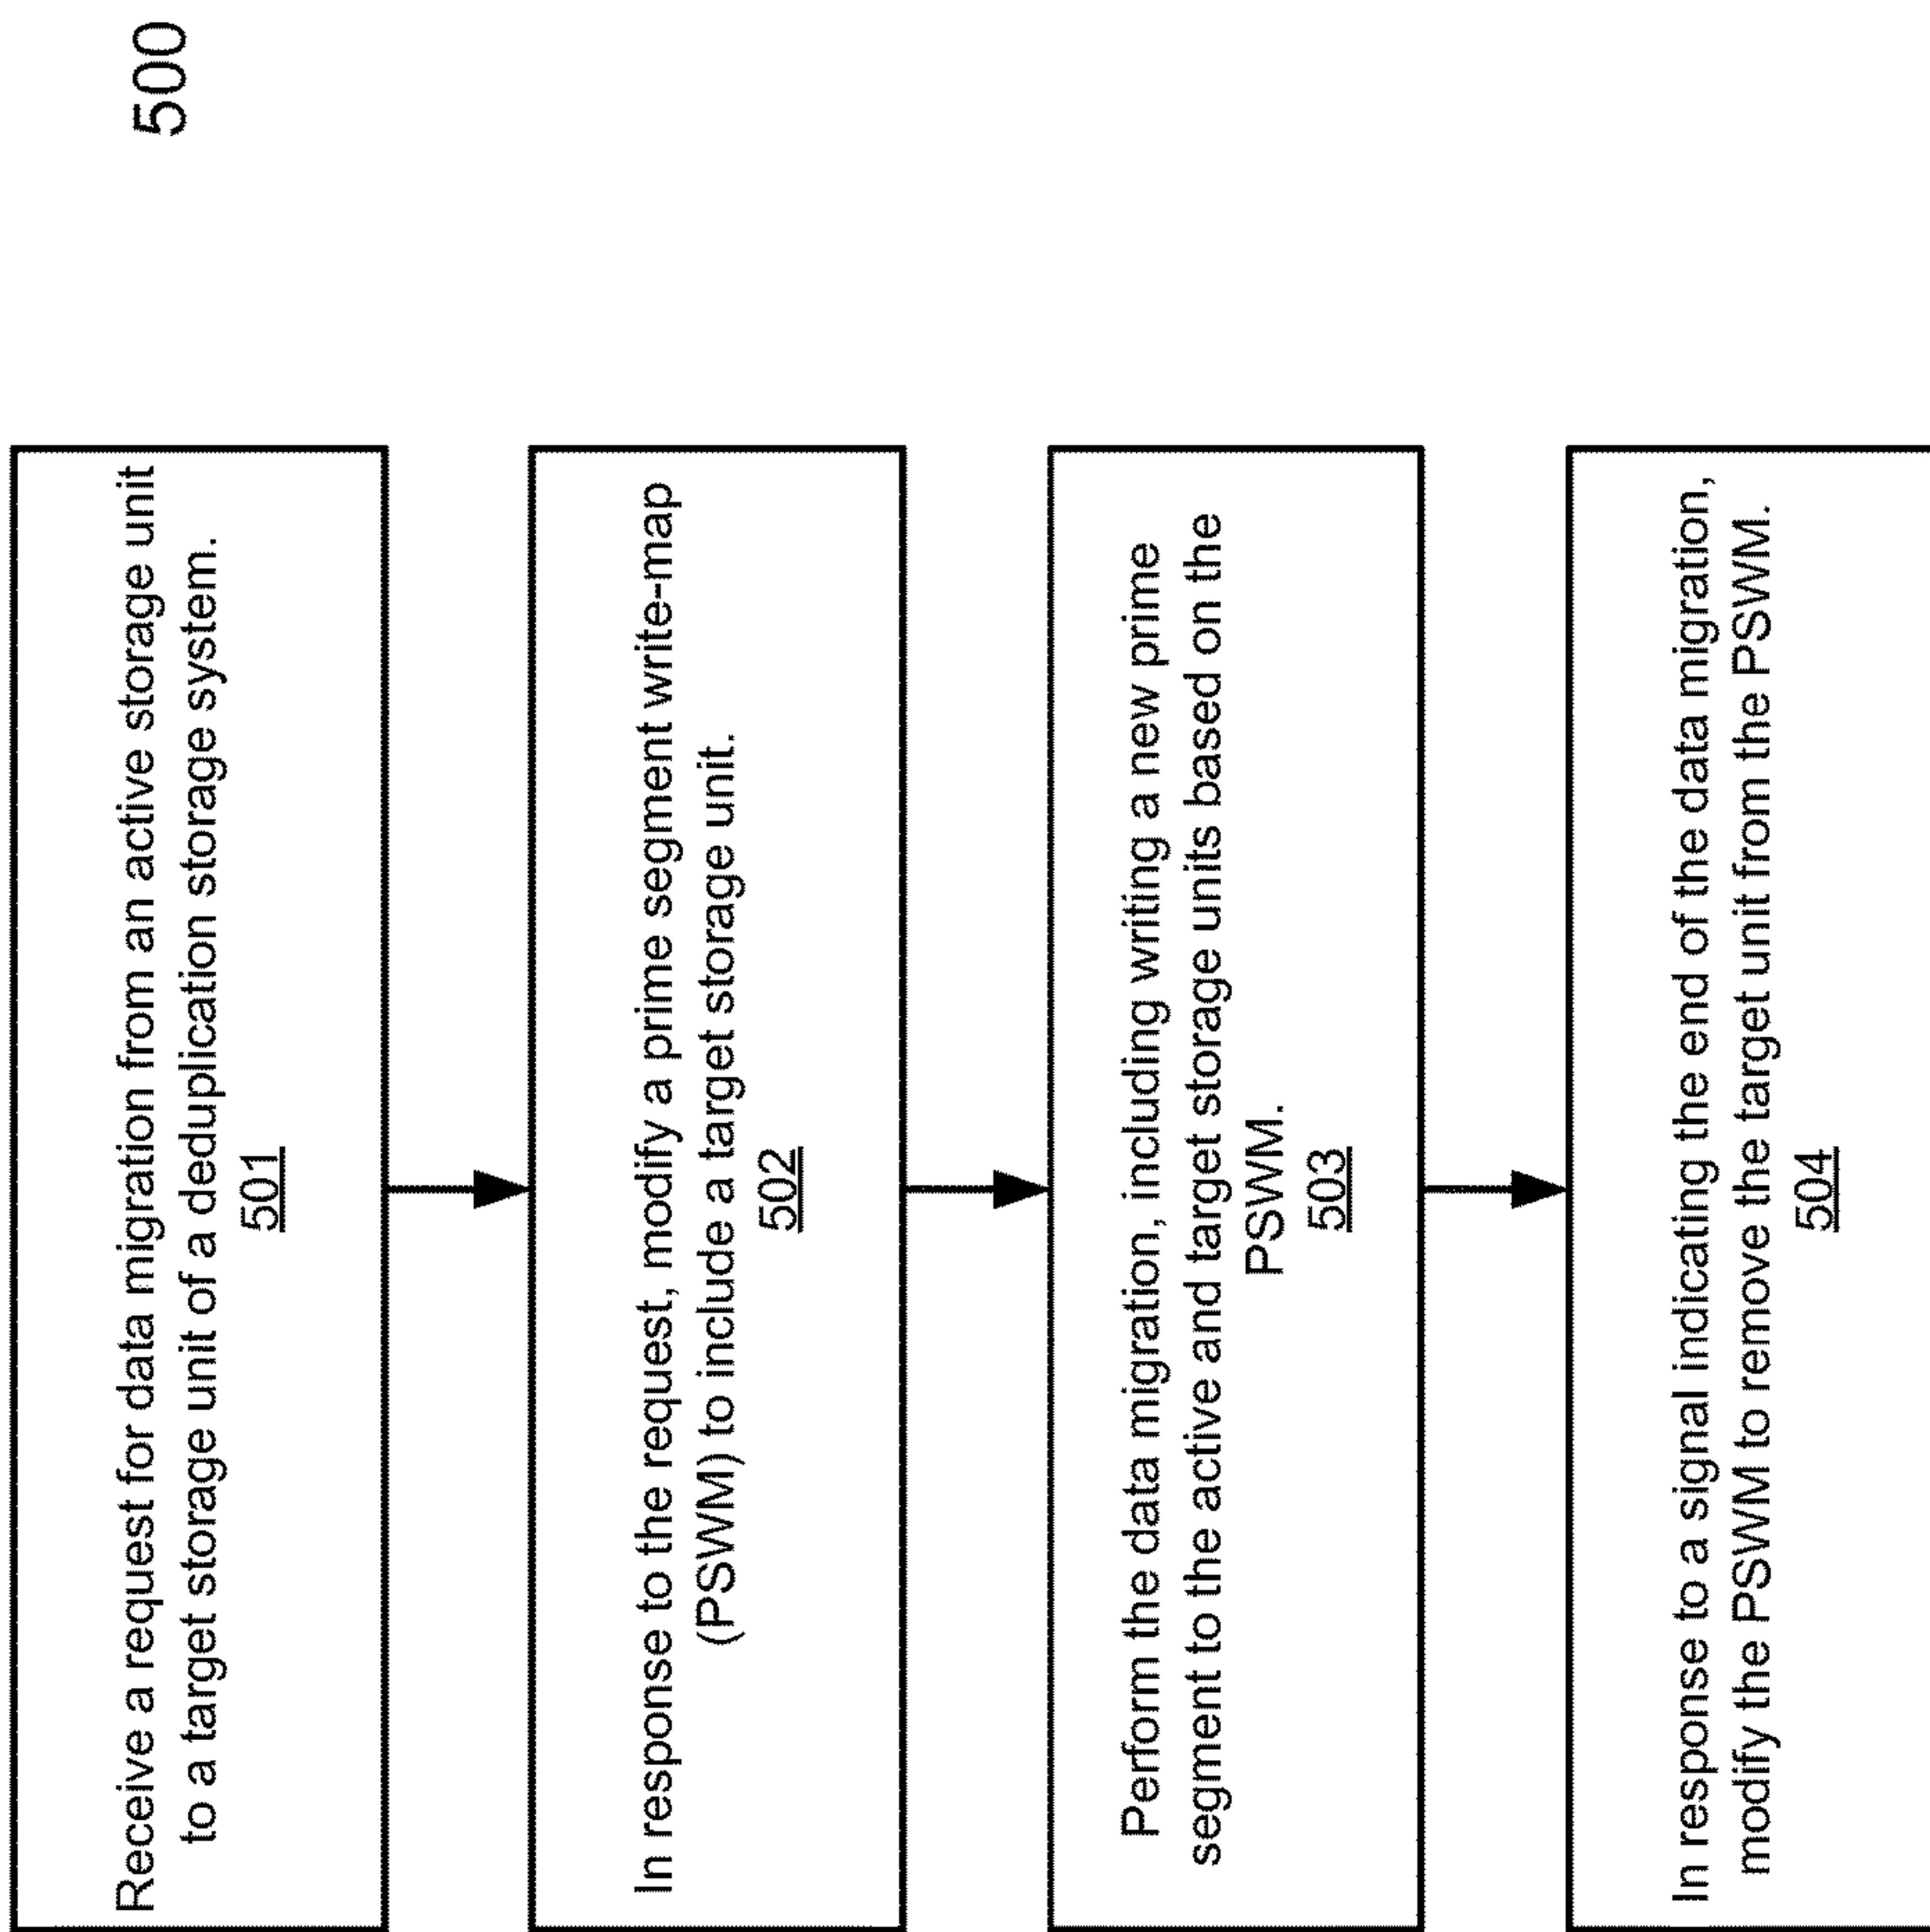 500
Receive a request for data migration from an active storage unit
to a target storage unit of a deduplication storage system.
501
In response to the request, modify a prime segment write-map
(PSWM) to include a target storage unit.
502
Perform the data migration, including writing a new prime
segment to the active and target storage units based on the
PSWM.
503
In response to a signal indicating the end of the data migration,
modify the PSWM to remove the target unit from the PSWM.
504